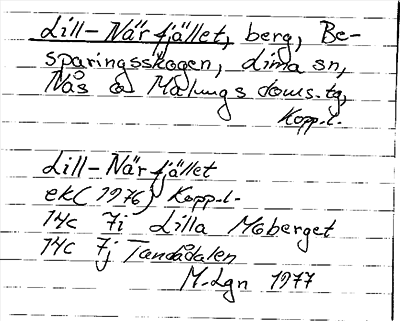 Lill-Närfjället, berg, Be-
sparingsskogen, Lima sn,
Nås o Malungs doms.tg,
Kopp.l.
Lill-Närfjället
ek (1976) Kopp.l.
14c 7i Lilla Moberget
14c 7j Tandådalen
M.Lgn 1977